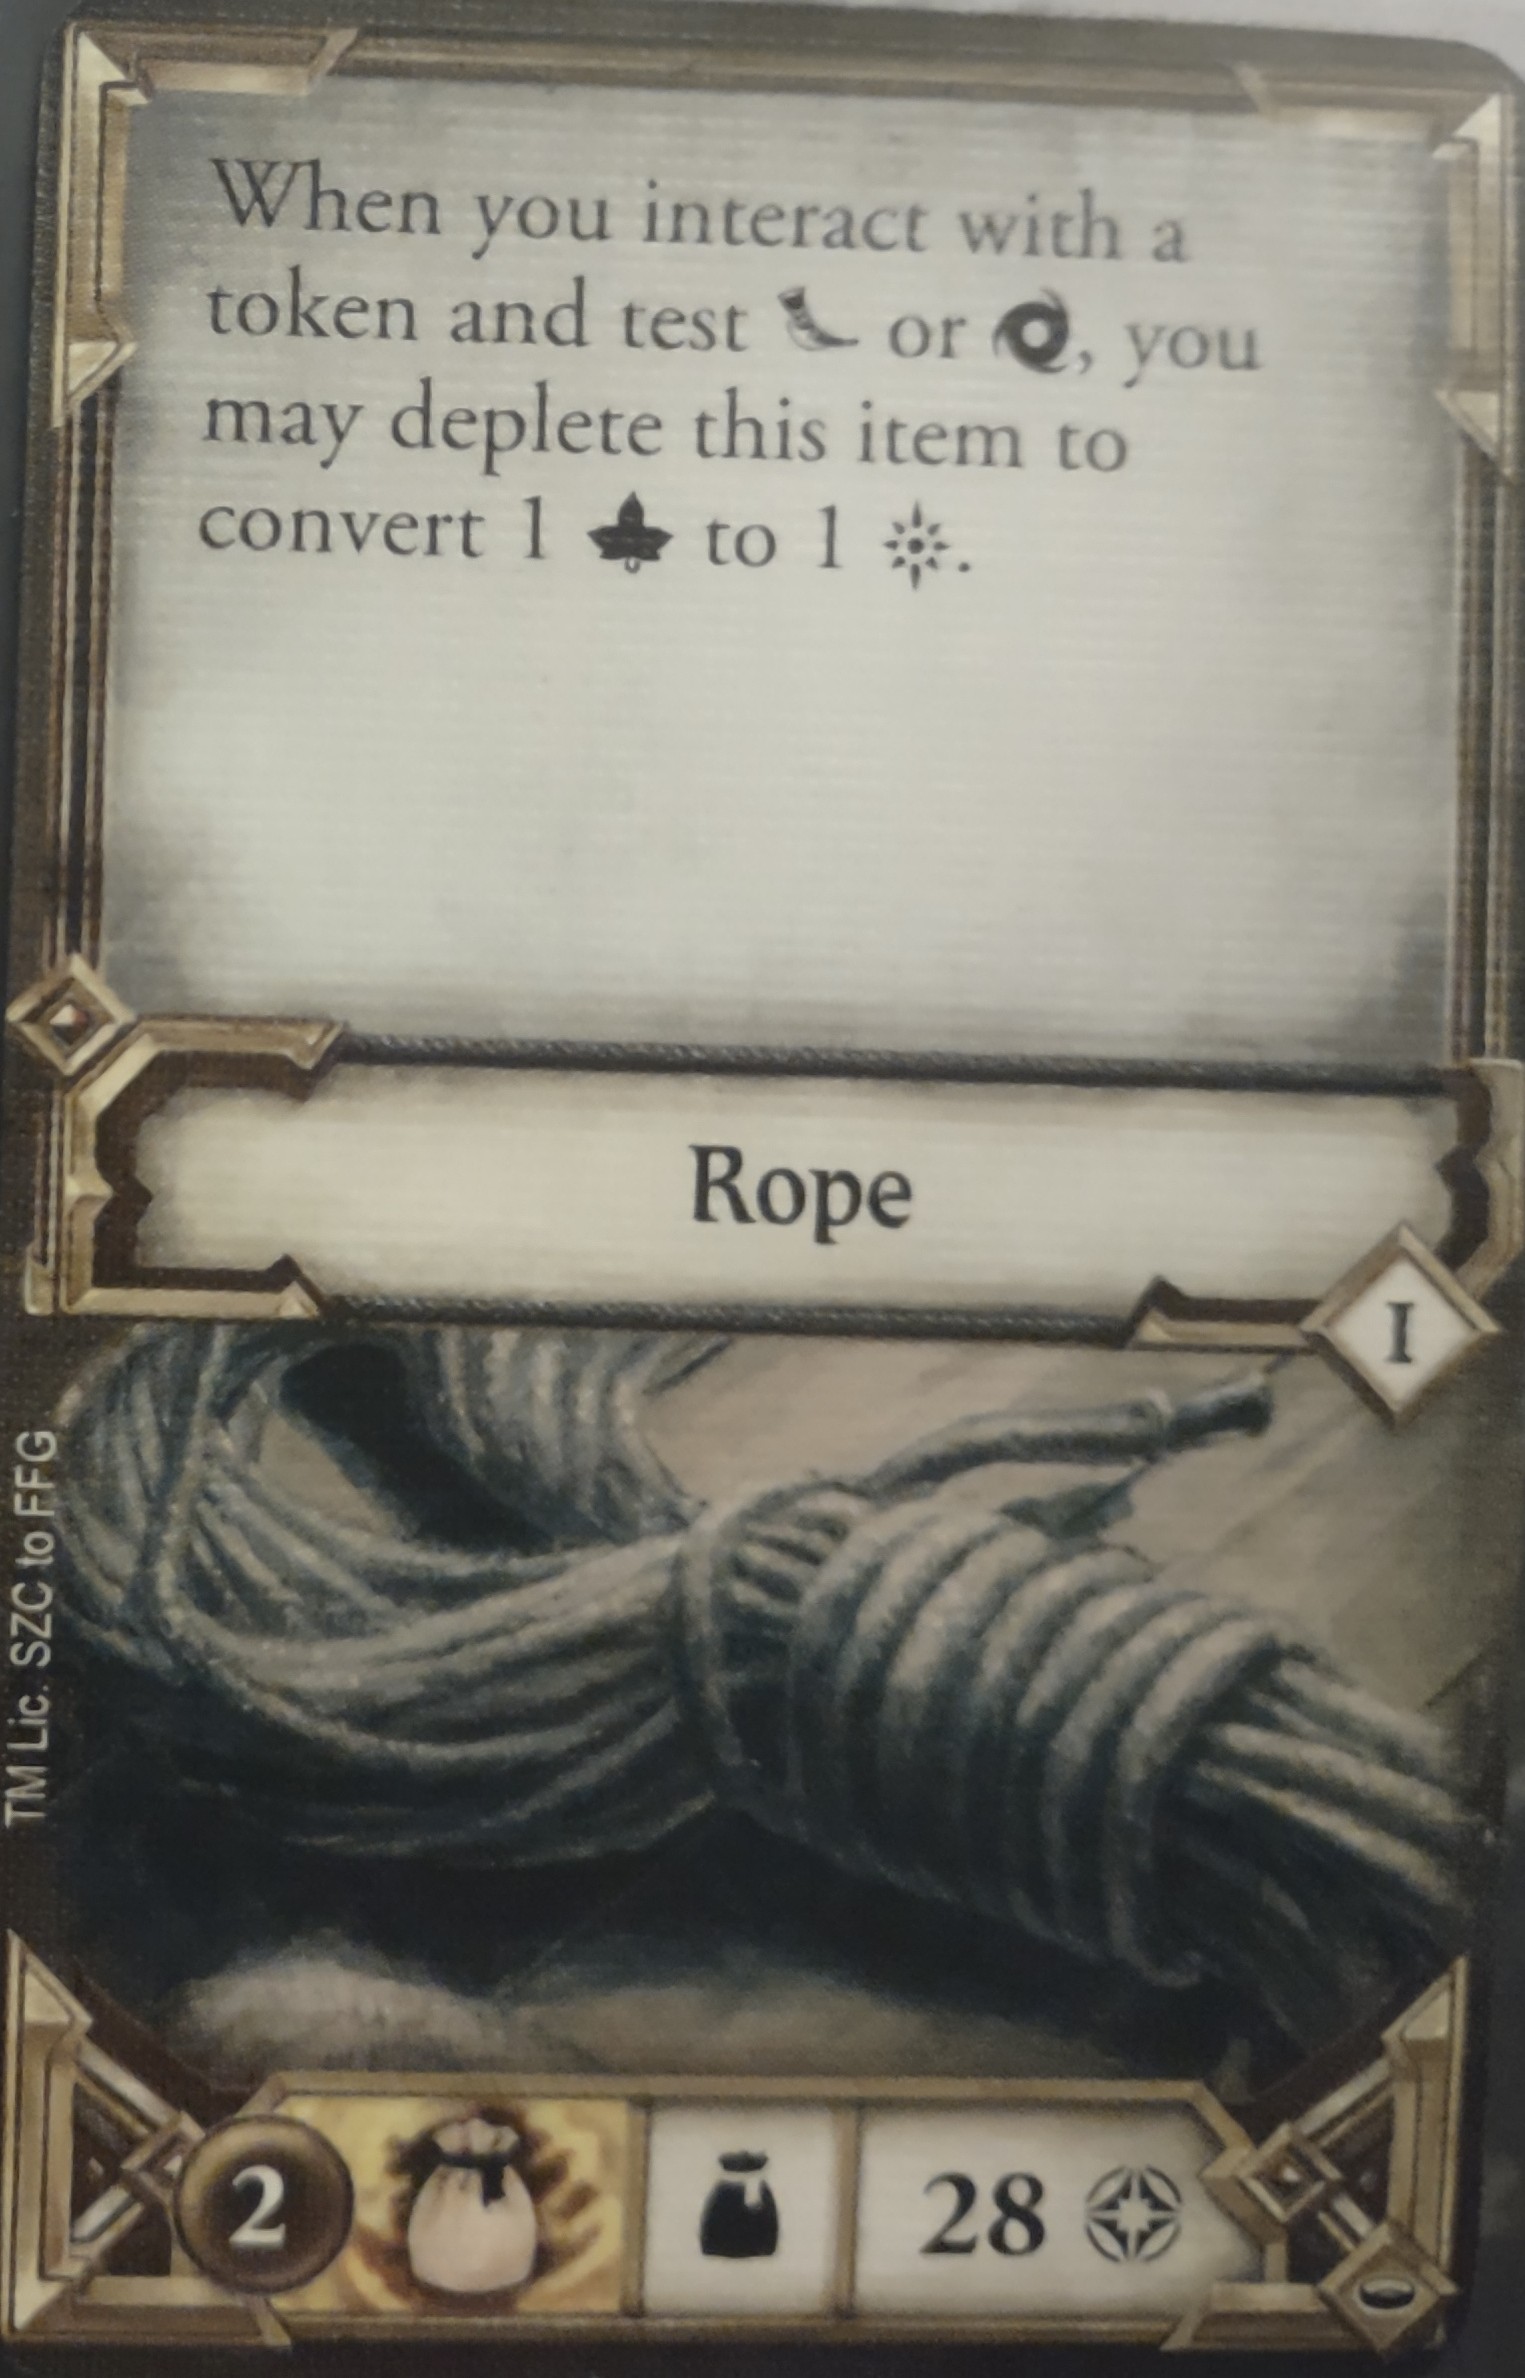 When you interact with a
token and test or , you
may deplete this item to
convert 1 to 1 .
Rope
I
TM Lic. SZC to FFG
2
28